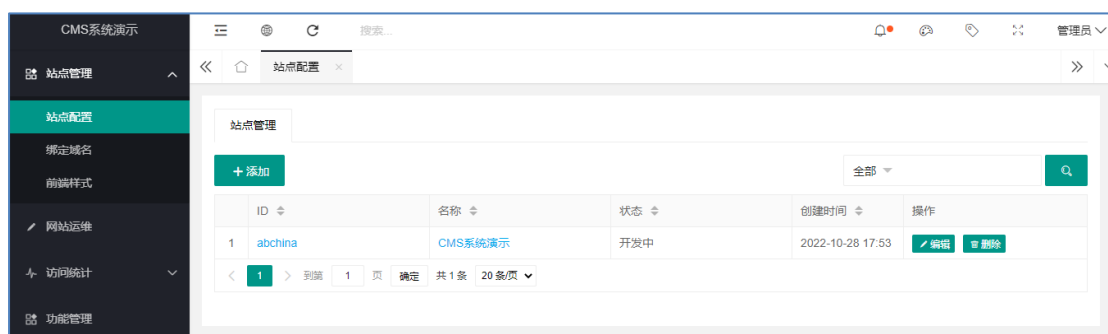 CMS系统演示
搜索...
管理员
站点管理
站点配置
站点配置
绑定域名
前端样式
网站运维
访问统计
功能管理
站点管理
添加
全部
ID 名称 状态 创建时间 操作
1 abchina CMS系统演示 开发中 2022-10-28 17:53 编辑 删除
1 到第 1 页 确定 共 1 条 20 条/页